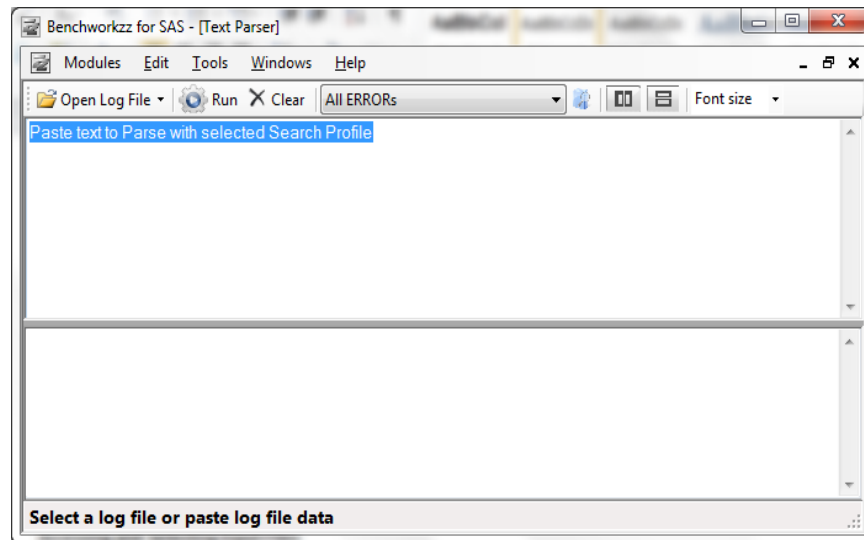 Benchworkzz for SAS - [Text Parser]
Modules Edit Tools Windows Help
Open Log File Run Clear All ERRORs Font size
Paste text to Parse with selected Search Profile
Select a log file or paste log file data